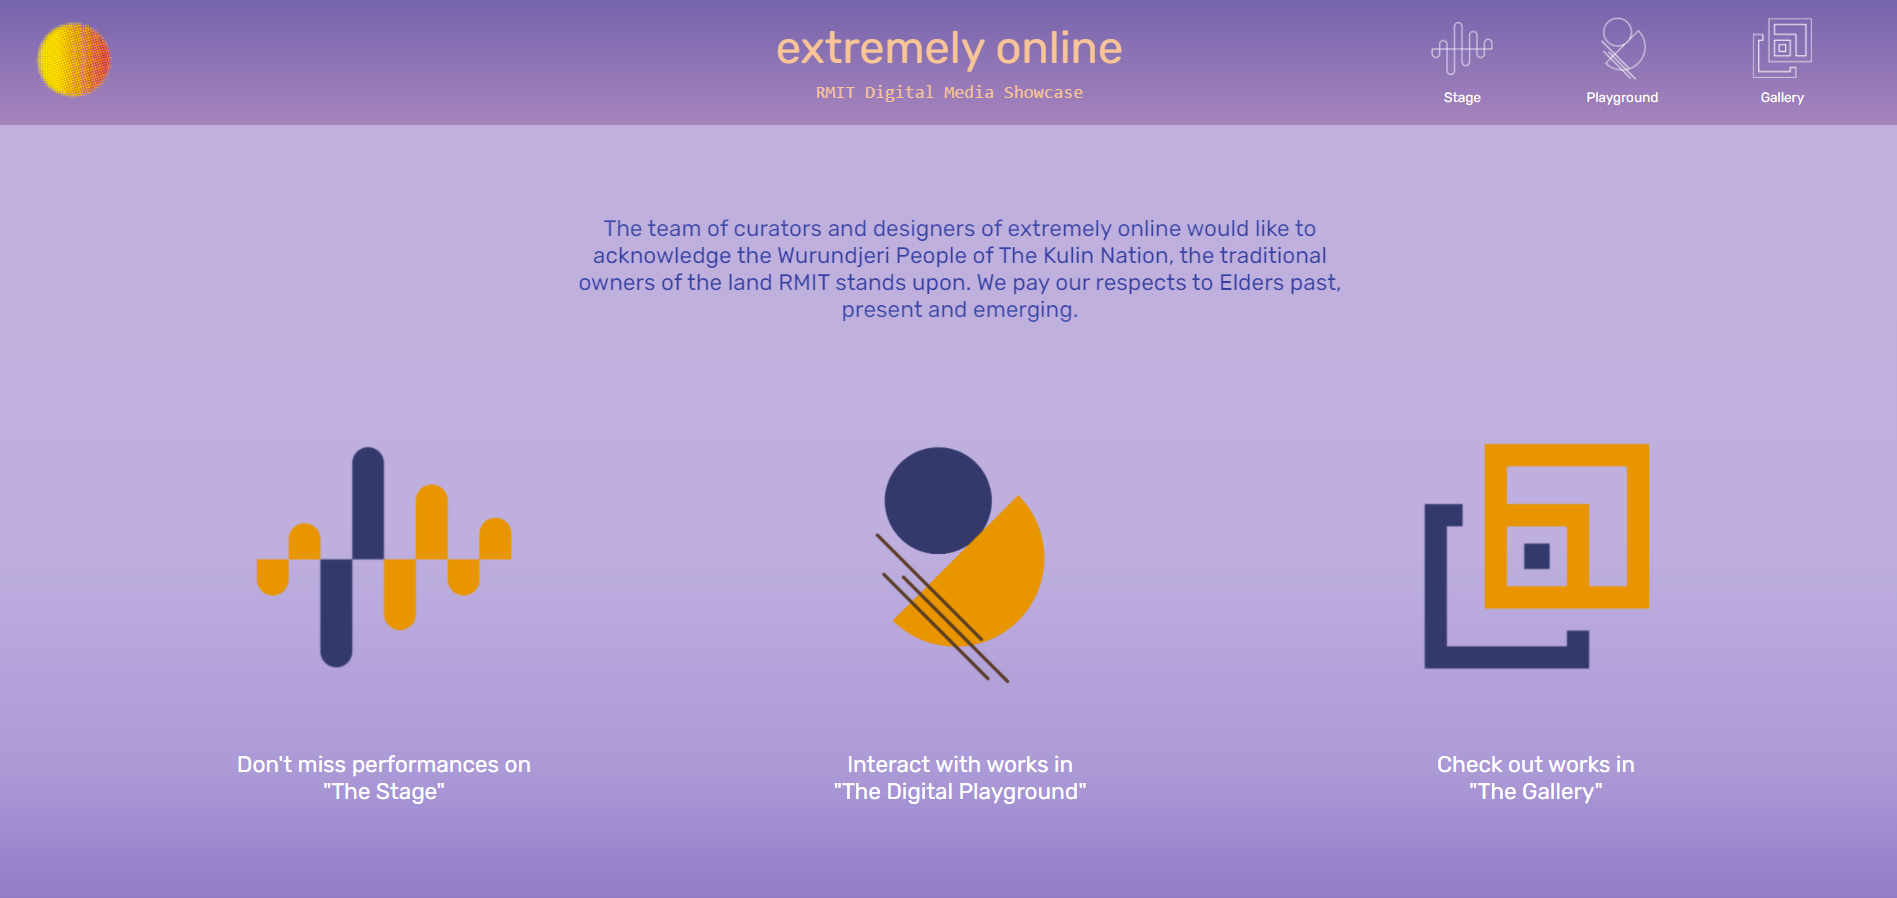 extremely online
RMIT Digital Media Showcase
Stage
Playground
Gallery
The team of curators and designers of extremely online would like to
acknowledge the Wurundjeri People of The Kulin Nation, the traditional
owners of the land RMIT stands upon. We pay our respects to Elders past,
present and emerging.
Don't miss performances on
"The Stage"
Interact with works in
"The Digital Playground"
Check out works in
"The Gallery"